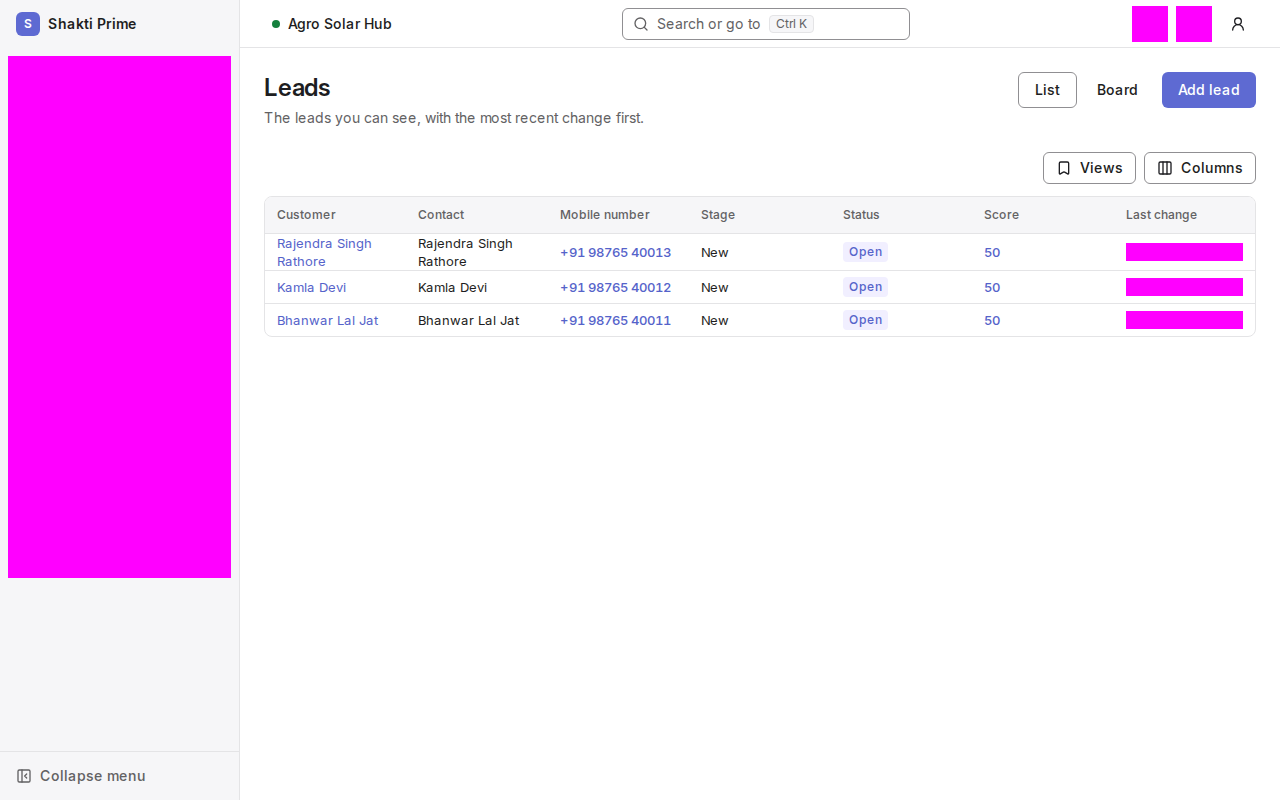 S Shakti Prime
Agro Solar Hub
Search or go to Ctrl K
Leads
The leads you can see, with the most recent change first.
List Board Add lead
Views Columns
Customer Contact Mobile number Stage Status Score Last change
Rajendra Singh Rathore Rajendra Singh Rathore +91 98765 40013 New Open 50
Kamla Devi Kamla Devi +91 98765 40012 New Open 50
Bhanwar Lal Jat Bhanwar Lal Jat +91 98765 40011 New Open 50
Collapse menu